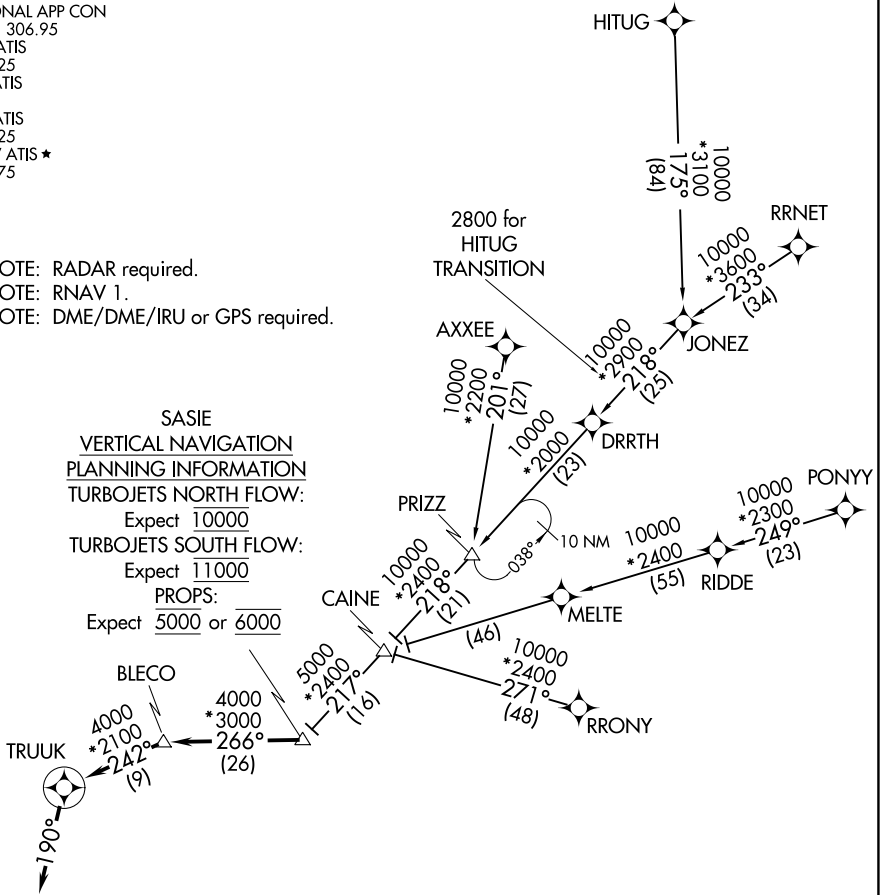 ONAL APP CON
306.95
ATIS
25
ATIS
ATIS
25
ATIS ★
75
HITUG
10000
*3100
175°
(84)
RRNET
10000
*3600
233°
(34)
JONEZ
2800 for
HITUG
TRANSITION
OTE: RADAR required.
OTE: RNAV 1.
OTE: DME/DME/IRU or GPS required.
AXXEE
10000
*2200
201°
(27)
10000
*2900
218°
(25)
DRRTH
10000
*2000
(23)
SASIE
VERTICAL NAVIGATION
PLANNING INFORMATION
TURBOJETS NORTH FLOW:
Expect 10000
TURBOJETS SOUTH FLOW:
Expect 11000
PROPS:
Expect 5000 or 6000
PRIZZ
038°
10 NM
PONYY
10000
*2300
249°
(23)
RIDDE
10000
*2400
(55)
MELTE
(46)
10000
*2400
218°
(21)
CAINE
10000
*2400
271°
(48)
RRONY
5000
*2400
217°
(16)
BLECO
4000
*3000
266°
(26)
4000
*2100
242°
(9)
TRUUK
190°